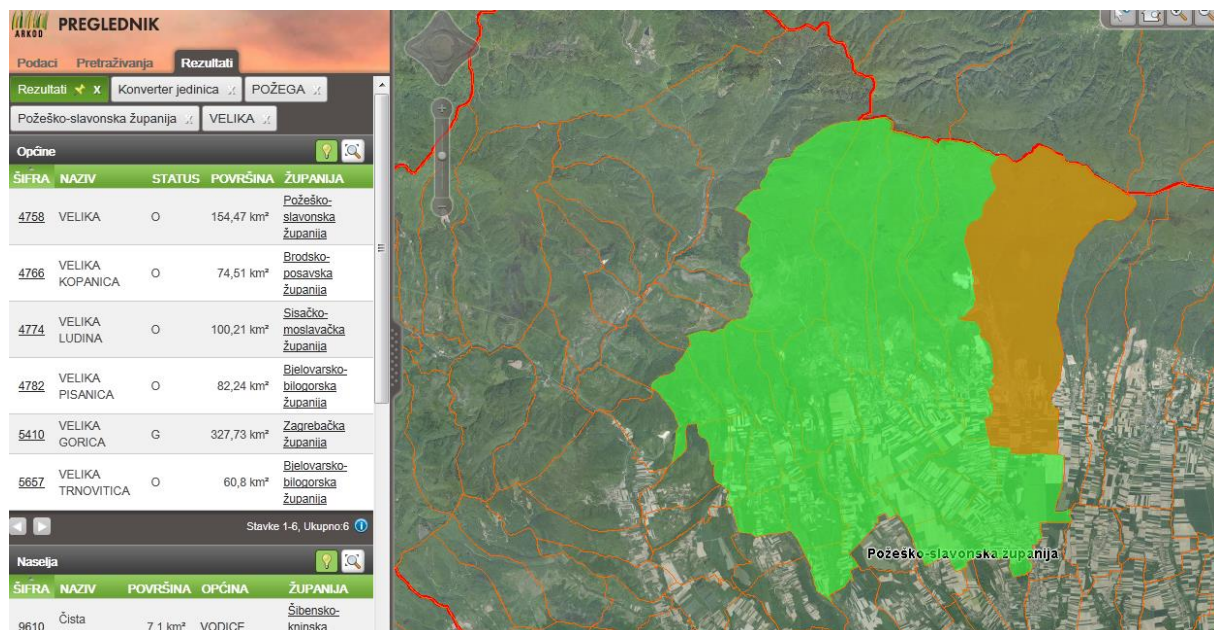 ARKOD PREGLEDNIK
Podaci Pretraživanja Rezultati
Rezultati x Konverter jedinica x POŽEGA x
Požeško-slavonska županija x VELIKA x
Općine
ŠIFRA NAZIV STATUS POVRŠINA ŽUPANIJA
4758 VELIKA O 154,47 km² Požeško-
slavonska
županija
4766 VELIKA
KOPANICA O 74,51 km² Brodsko-
posavska
županija
4774 VELIKA
LUDINA O 100,21 km² Sisačko-
moslavačka
županija
4782 VELIKA
PISANICA O 82,24 km² Bjelovarsko-
bilogorska
županija
5410 VELIKA
GORICA G 327,73 km² Zagrebačka
županija
5657 VELIKA
TRNOVITICA O 60,8 km² Bjelovarsko-
bilogorska
županija
Stavke 1-6, Ukupno:6
Naselja
ŠIFRA NAZIV POVRŠINA OPĆINA ŽUPANIJA
9610 Čista 7,1 km² VODICE Šibensko-
kninska
Požeško-slavonska županija